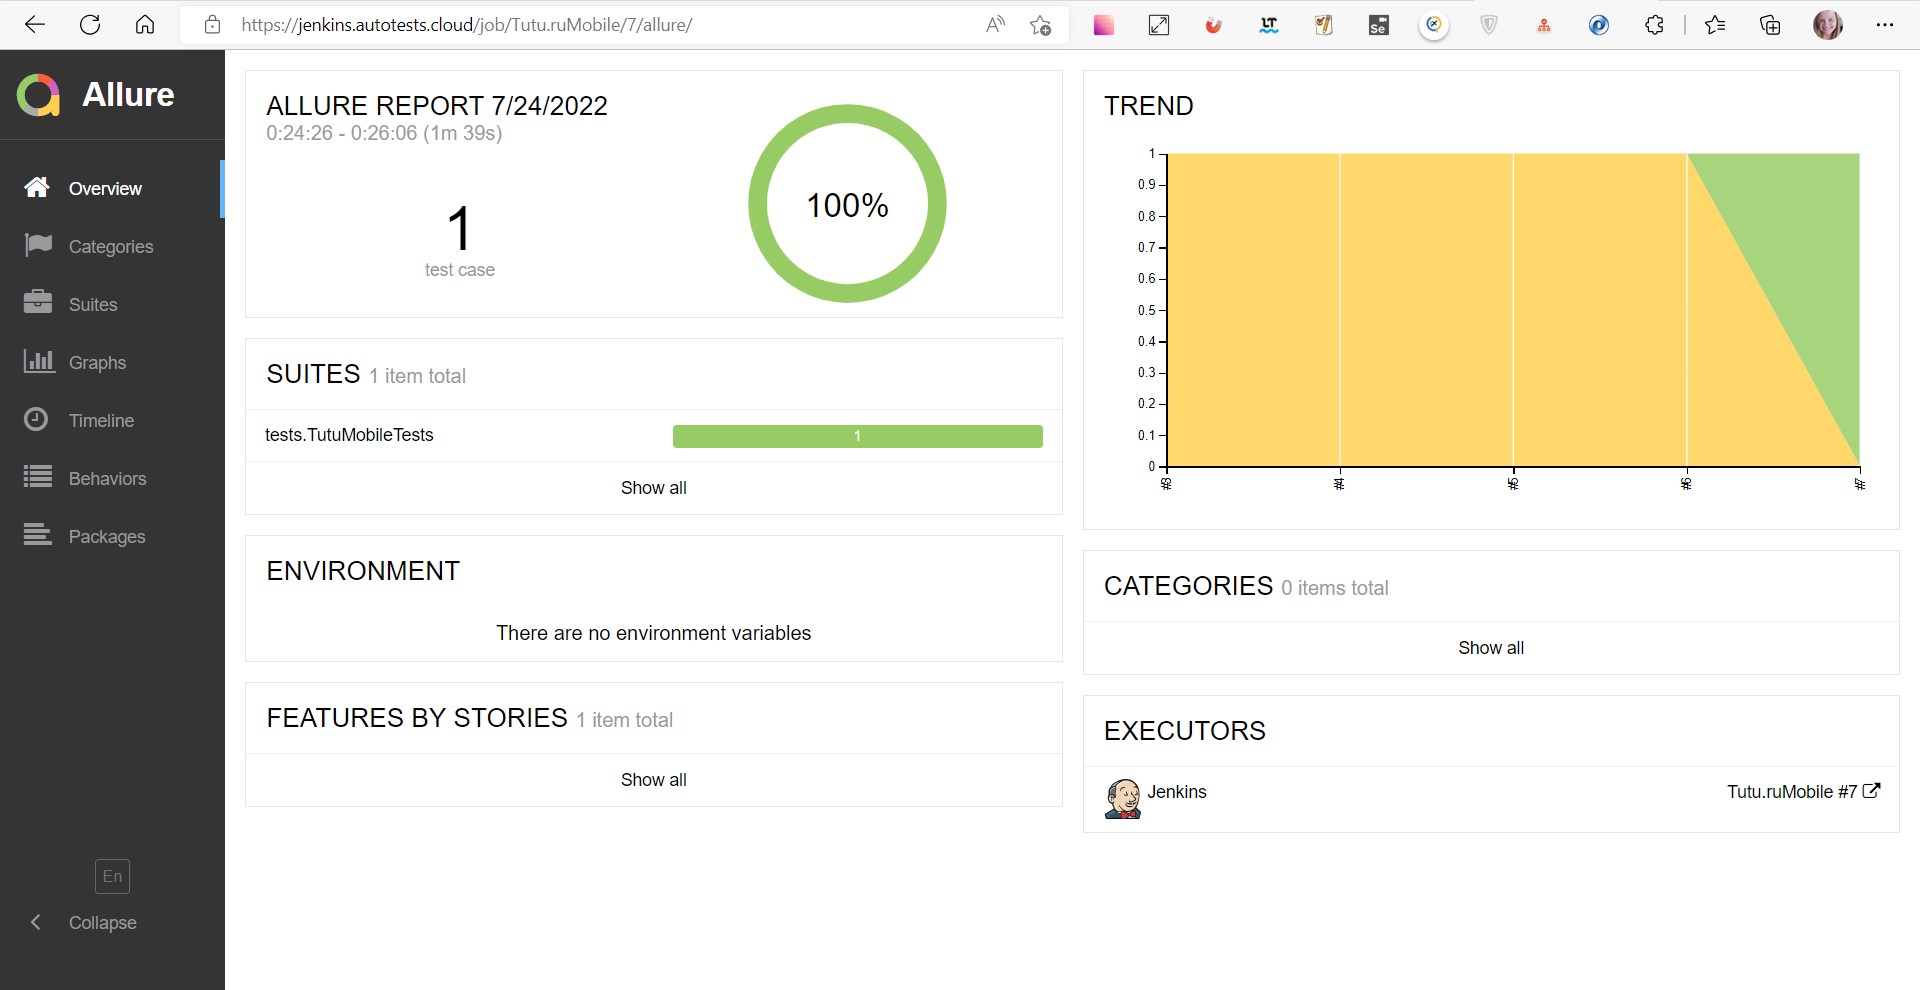 https://jenkins.autotests.cloud/job/Tutu.ruMobile/7/allure/
A
LT
Se
Allure
Overview
Categories
Suites
Graphs
Timeline
Behaviors
Packages
En
Collapse
ALLURE REPORT 7/24/2022
0:24:26 - 0:26:06 (1m 39s)
1
test case
100%
SUITES 1 item total
tests.TutuMobileTests
1
Show all
ENVIRONMENT
There are no environment variables
FEATURES BY STORIES 1 item total
Show all
TREND
1
0.9
0.8
0.7
0.6
0.5
0.4
0.3
0.2
0.1
0
#3
#4
#5
#6
#7
CATEGORIES 0 items total
Show all
EXECUTORS
Jenkins
Tutu.ruMobile #7